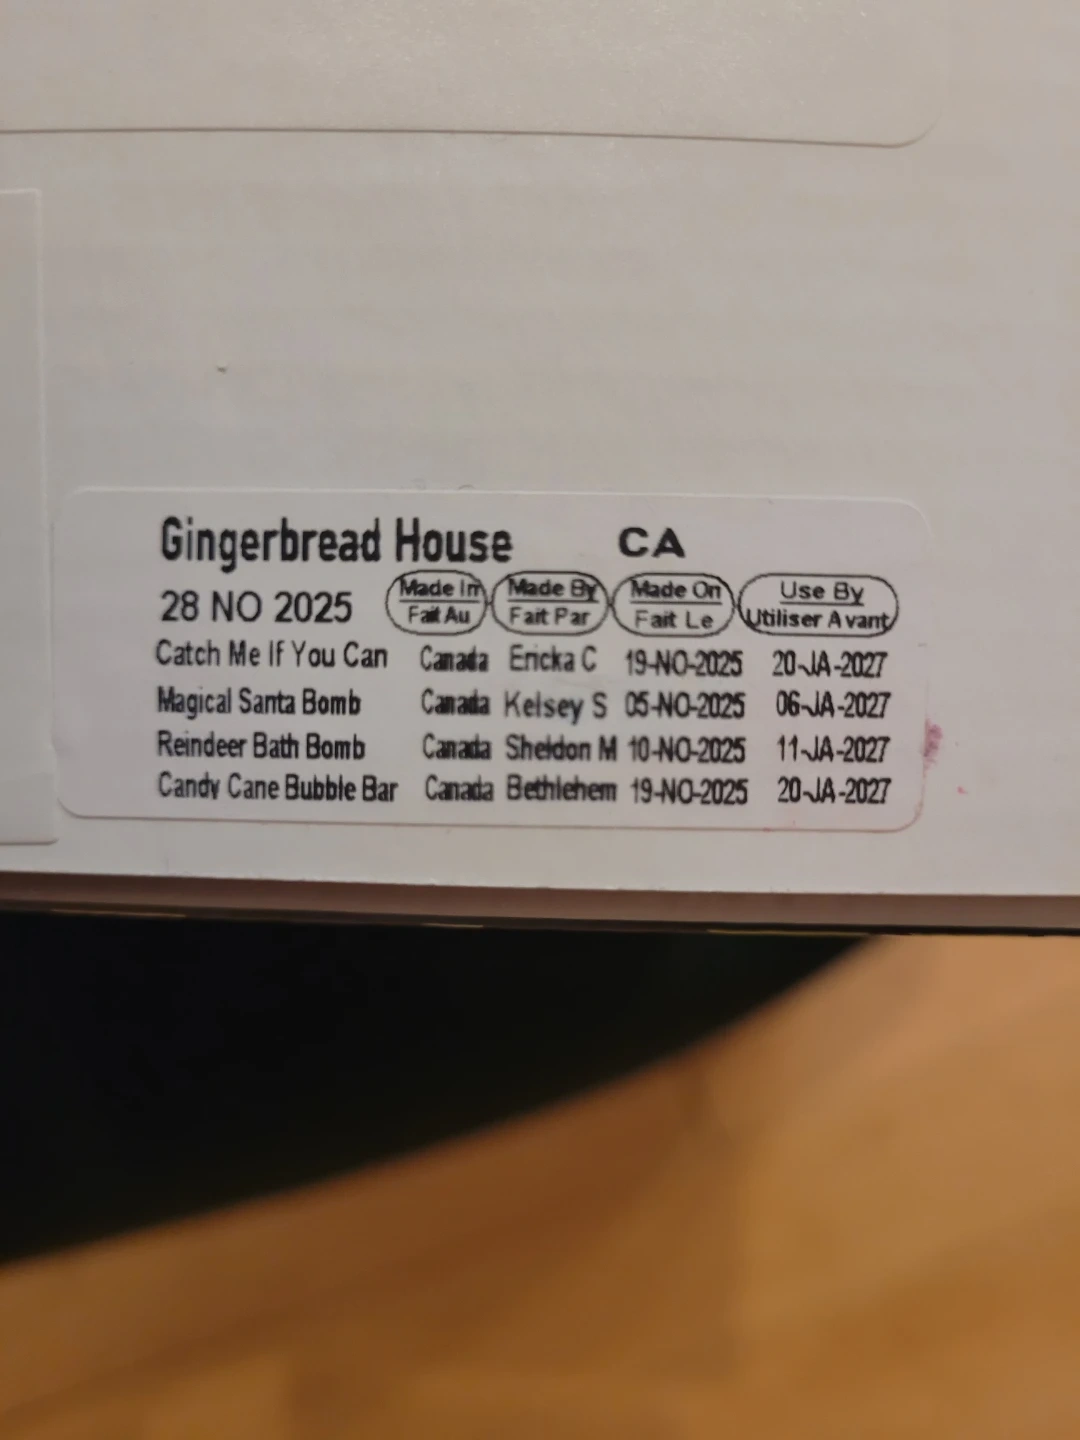 Gingerbread House CA
28 NO 2025 Made In Made By Made On Use By
Fait Au Fait Par Fait Le Utiliser Avant
Catch Me If You Can Canada Ericka C 19-NO-2025 20-JA-2027
Magical Santa Bomb Canada Kelsey S 05-NO-2025 06-JA-2027
Reindeer Bath Bomb Canada Sheldon M 10-NO-2025 11-JA-2027
Candy Cane Bubble Bar Canada Bethlehem 19-NO-2025 20-JA-2027